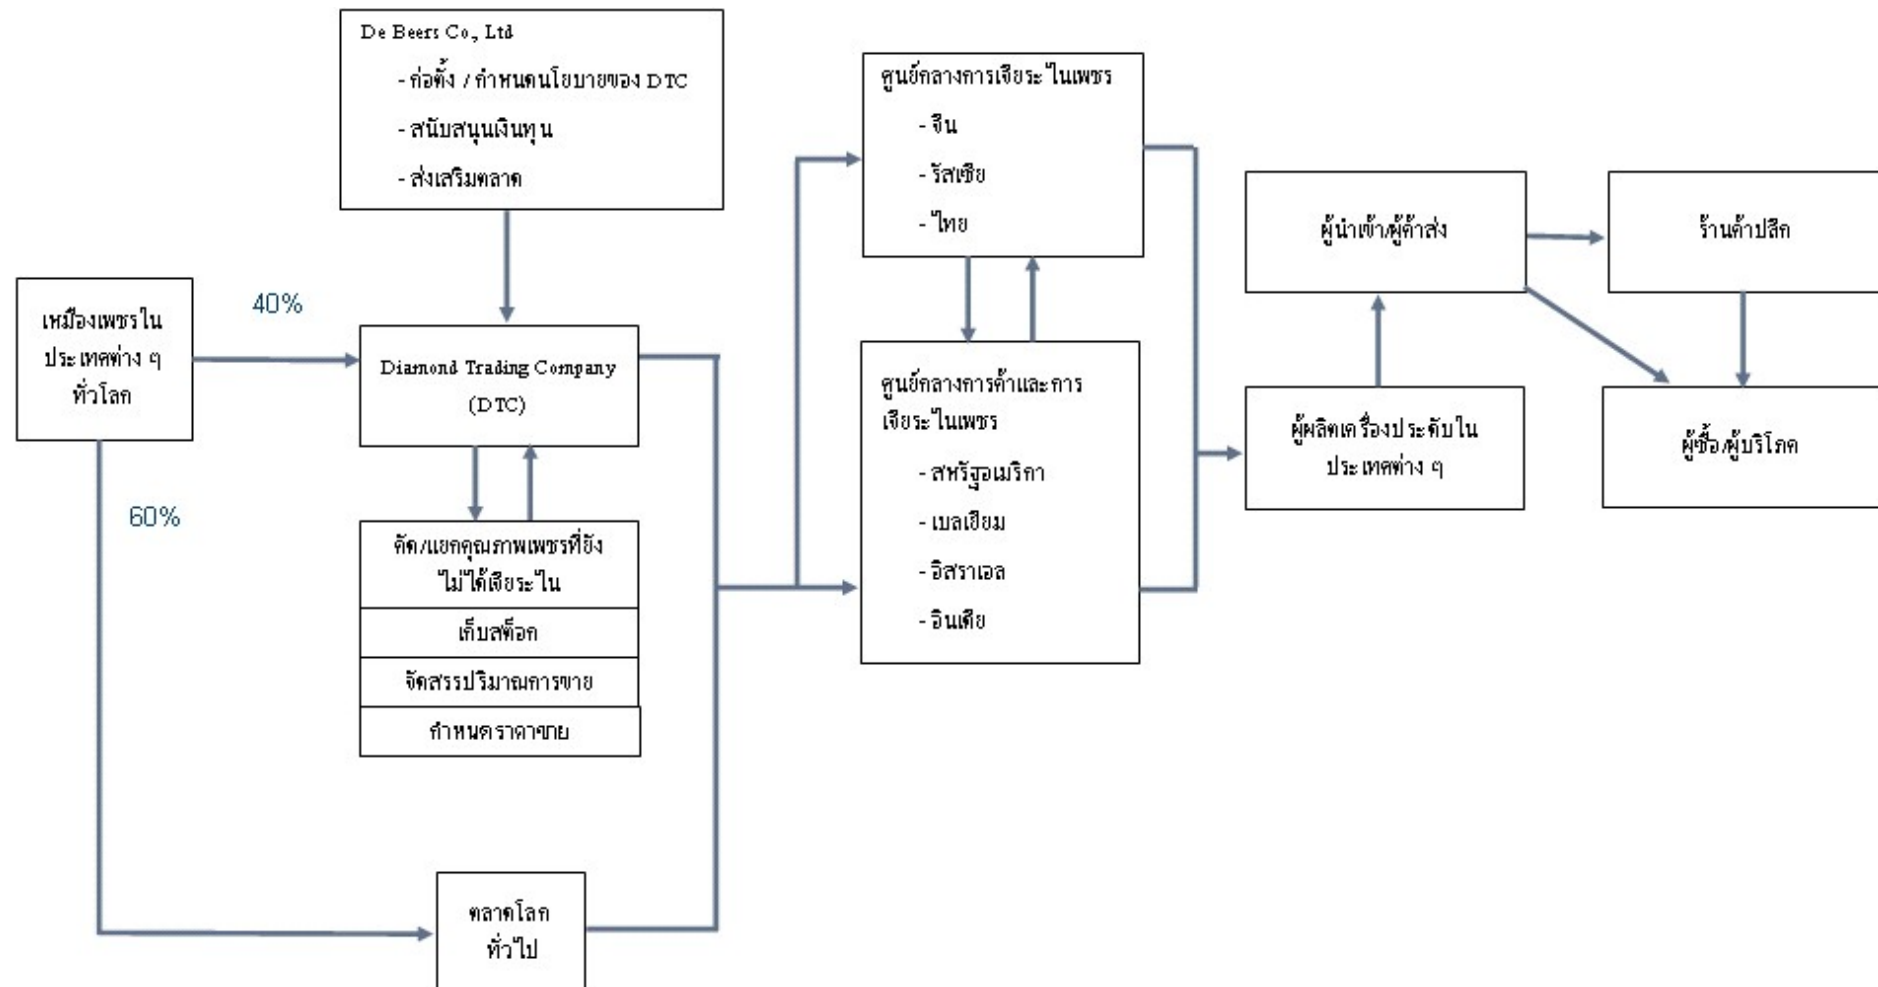 De Beers Co., Ltd
- ก่อตั้ง / กำหนดนโยบายของ DTC
- สนับสนุนเงินทุน
- ส่งเสริมตลาด
ศูนย์กลางการเจียระไนเพชร
- จีน
- รัสเซีย
- ไทย
เหมืองเพชรใน
ประเทศต่าง ๆ
ทั่วโลก
40%
60%
Diamond Trading Company
(DTC)
คัด/แยกคุณภาพเพชรที่ยัง
ไม่ได้เจียระไน
เก็บสต็อก
จัดสรรปริมาณการขาย
กำหนดราคาขาย
ตลาดโลก
ทั่วไป
ศูนย์กลางการค้าและการ
เจียระไนเพชร
- สหรัฐอเมริกา
- เบลเยียม
- อิสราเอล
- อินเดีย
ผู้ผลิตเครื่องประดับใน
ประเทศต่าง ๆ
ผู้นำเข้า/ผู้ค้าส่ง
ร้านค้าปลีก
ผู้ซื้อ/ผู้บริโภค